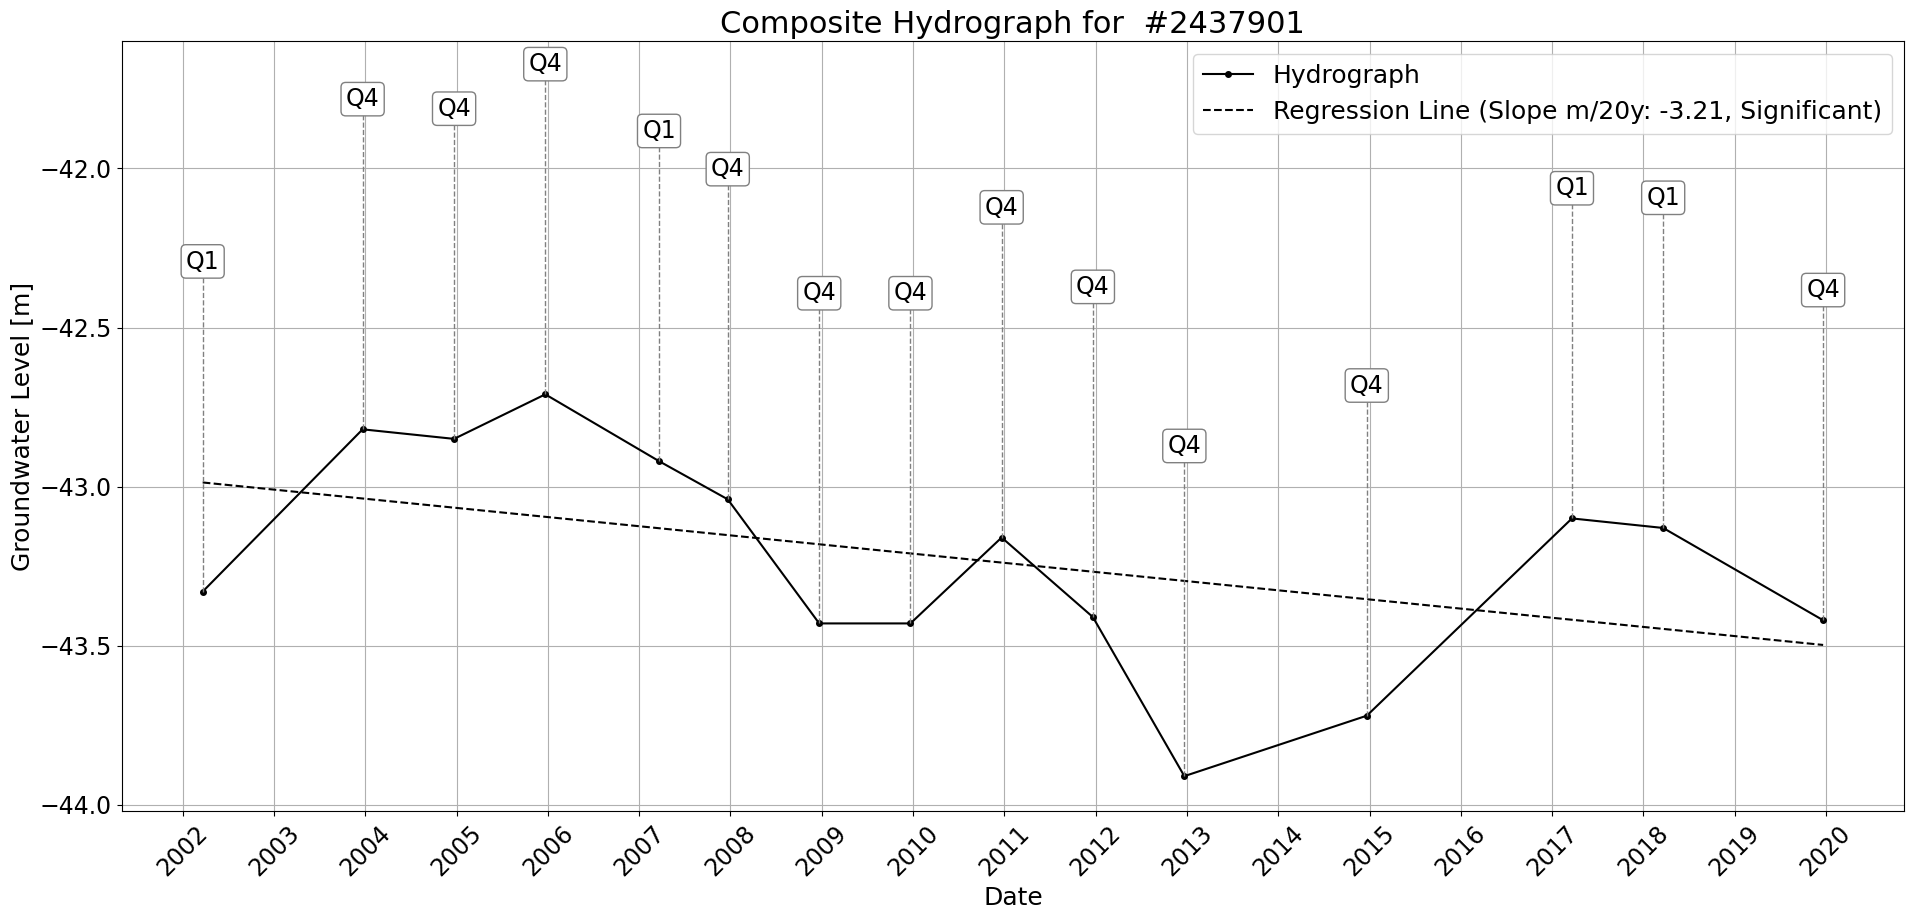 Composite Hydrograph for  #2437901
Hydrograph
Regression Line (Slope m/20y: -3.21, Significant)
Q4
Q4
Q4
Q1
Q4
Q1
Q1
Q4
Q1
Q4
Q4
Q4
Q4
Q4
Q4
Groundwater Level [m]
−42.0
−42.5
−43.0
−43.5
−44.0
2002
2003
2004
2005
2006
2007
2008
2009
2010
2011
2012
2013
2014
2015
2016
2017
2018
2019
2020
Date